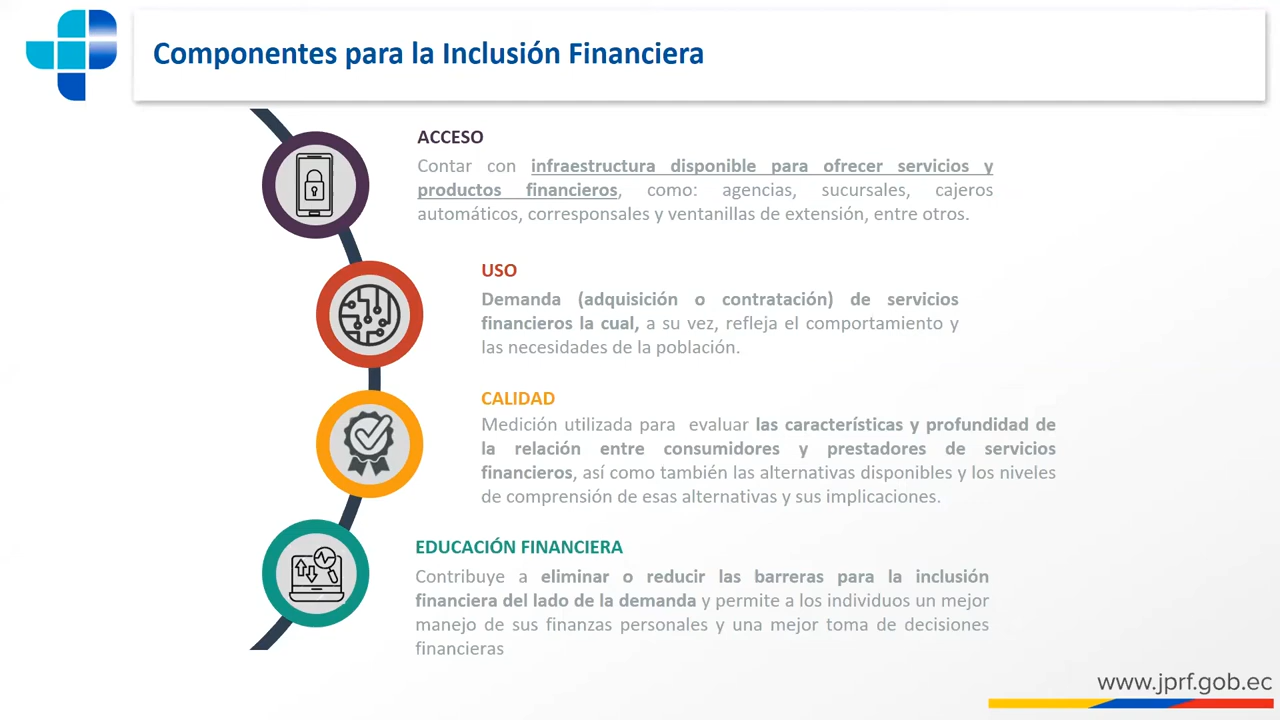 Componentes para la Inclusión Financiera
ACCESO
Contar con infraestructura disponible para ofrecer servicios y
productos financieros, como: agencias, sucursales, cajeros
automáticos, corresponsales y ventanillas de extensión, entre otros.
USO
Demanda (adquisición o contratación) de servicios
financieros la cual, a su vez, refleja el comportamiento y
las necesidades de la población.
CALIDAD
Medición utilizada para evaluar las características y profundidad de
la relación entre consumidores y prestadores de servicios
financieros, así como también las alternativas disponibles y los niveles
de comprensión de esas alternativas y sus implicaciones.
EDUCACIÓN FINANCIERA
Contribuye a eliminar o reducir las barreras para la inclusión
financiera del lado de la demanda y permite a los individuos un mejor
manejo de sus finanzas personales y una mejor toma de decisiones
financieras
www.jprf.gob.ec